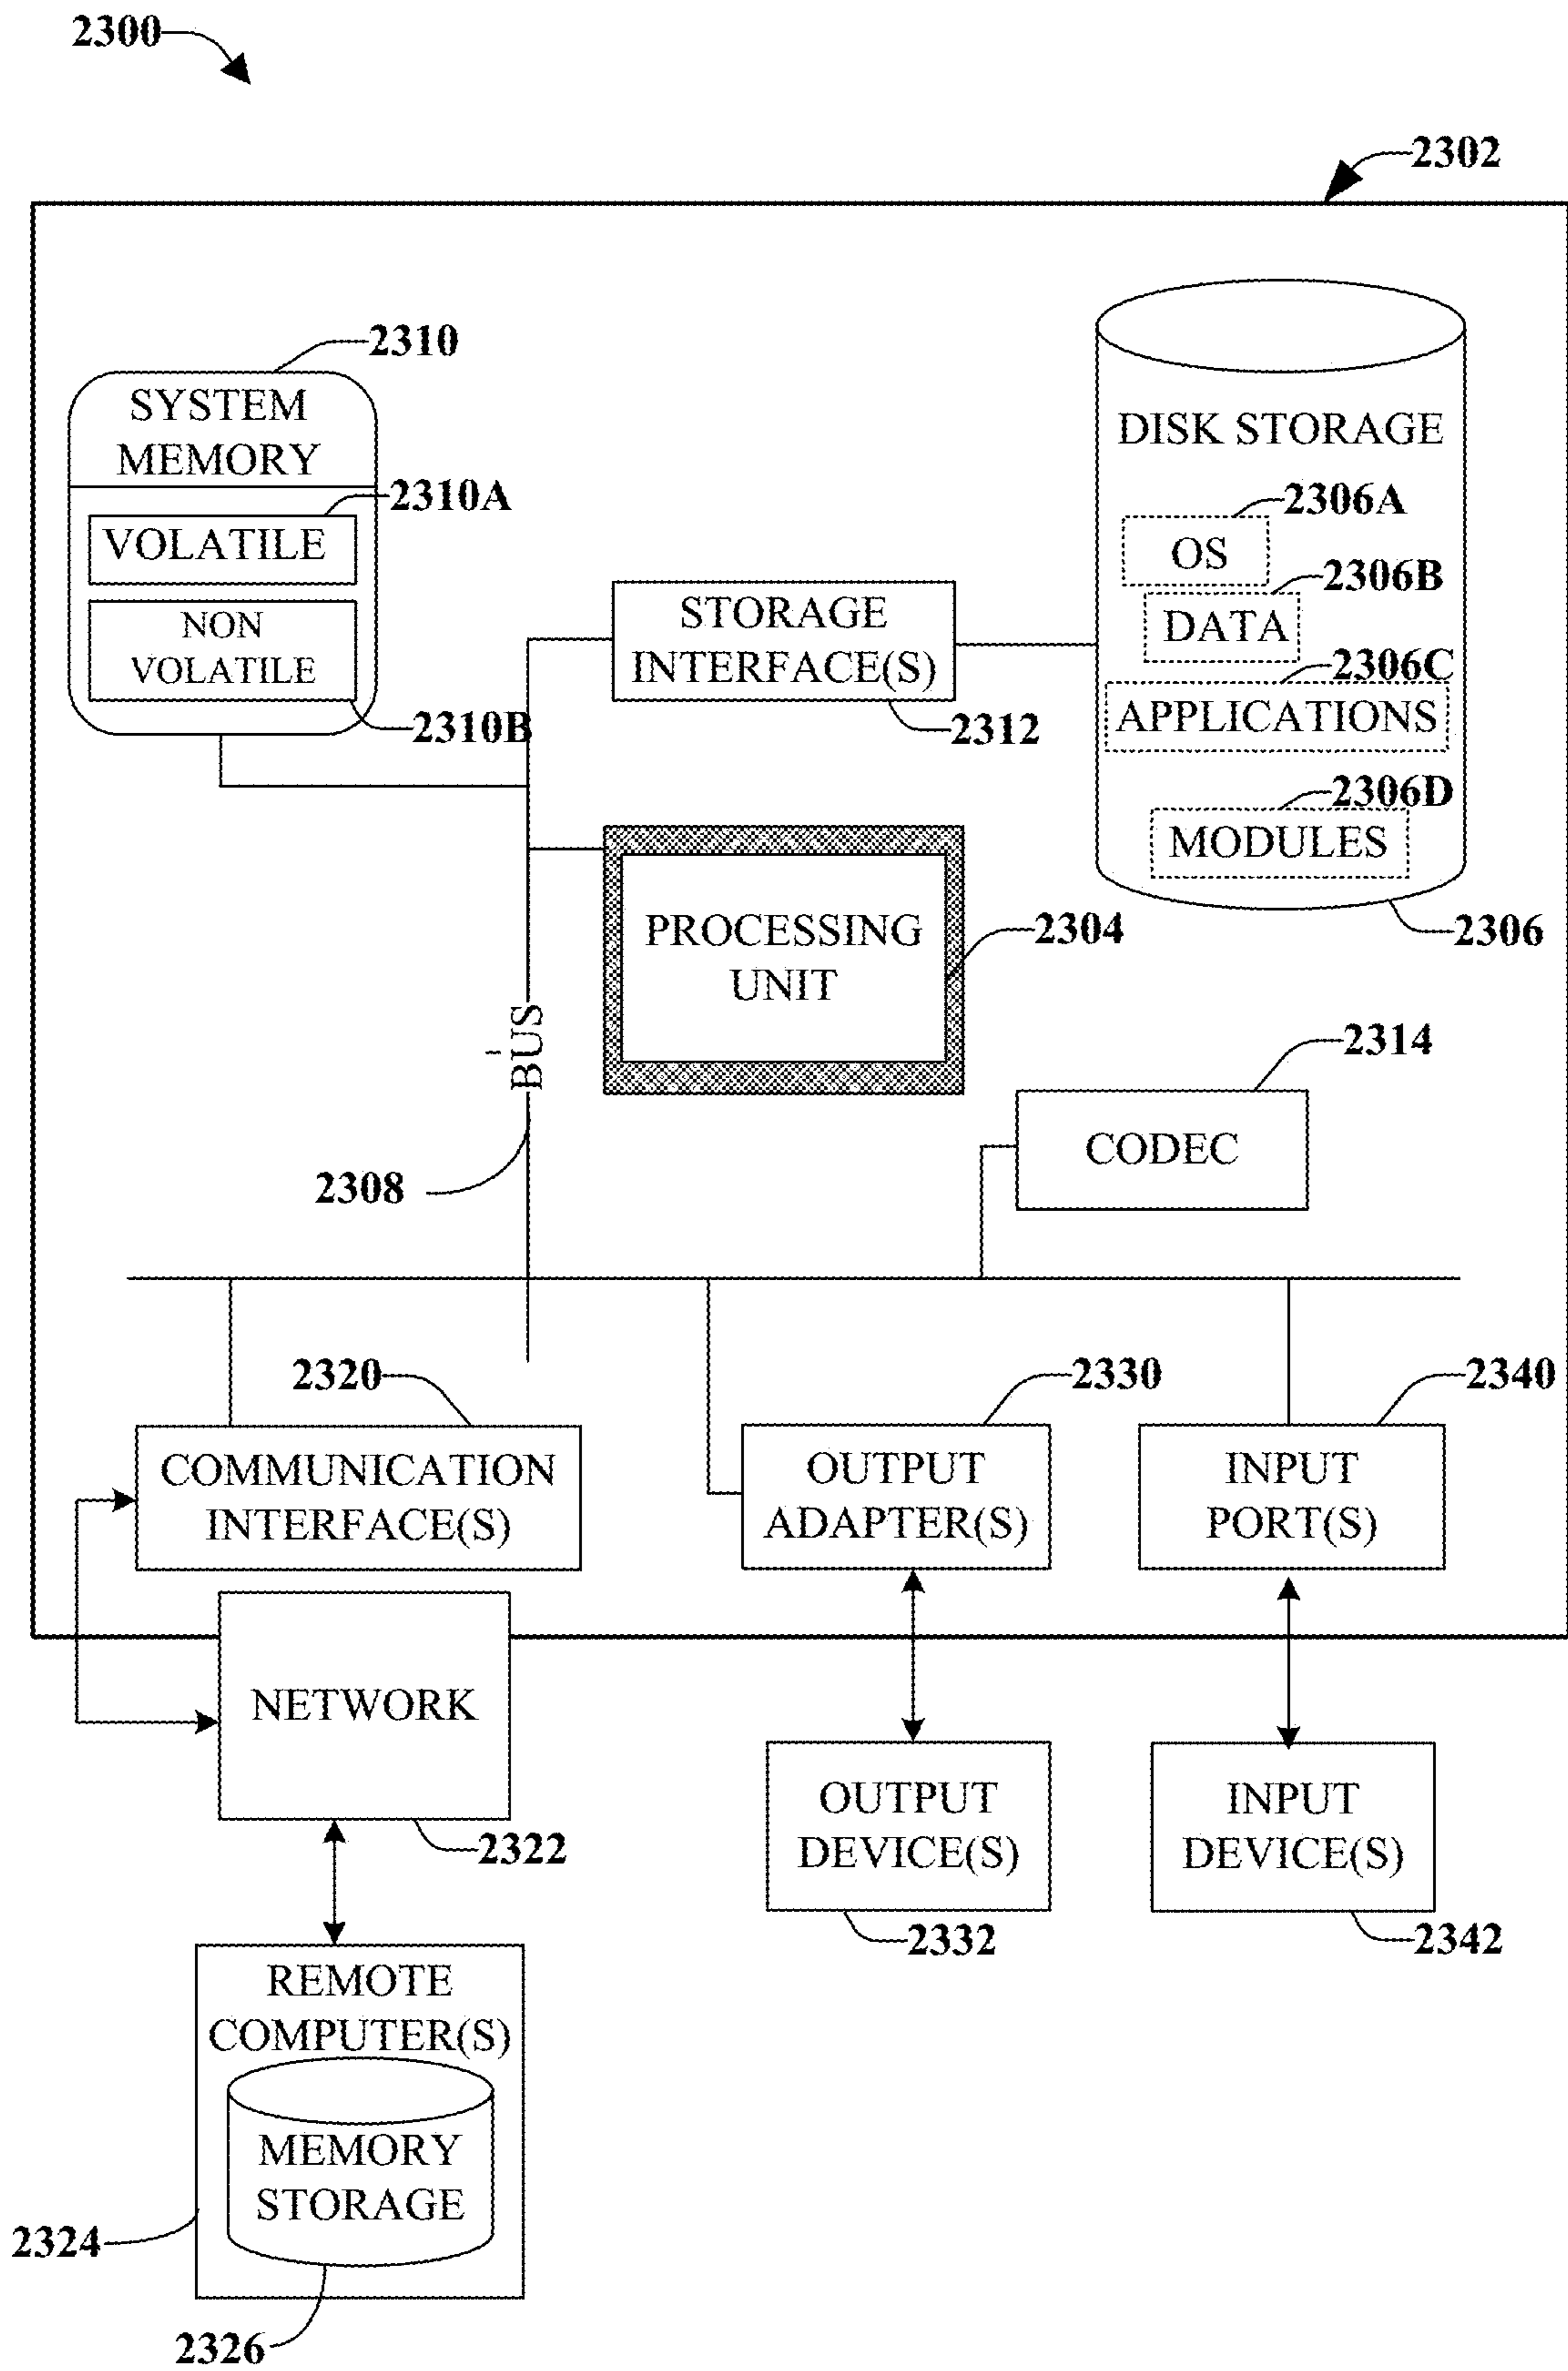 2300
2302
2310
SYSTEM
MEMORY
2310A
VOLATILE
NON
VOLATILE
2310B
STORAGE
INTERFACE(S)
2312
DISK STORAGE
2306A
OS
2306B
DATA
2306C
APPLICATIONS
2306D
MODULES
2306
PROCESSING
UNIT
2304
BUS
2308
2314
CODEC
2320
COMMUNICATION
INTERFACE(S)
2330
OUTPUT
ADAPTER(S)
2340
INPUT
PORT(S)
NETWORK
2322
OUTPUT
DEVICE(S)
2332
INPUT
DEVICE(S)
2342
REMOTE
COMPUTER(S)
MEMORY
STORAGE
2324
2326